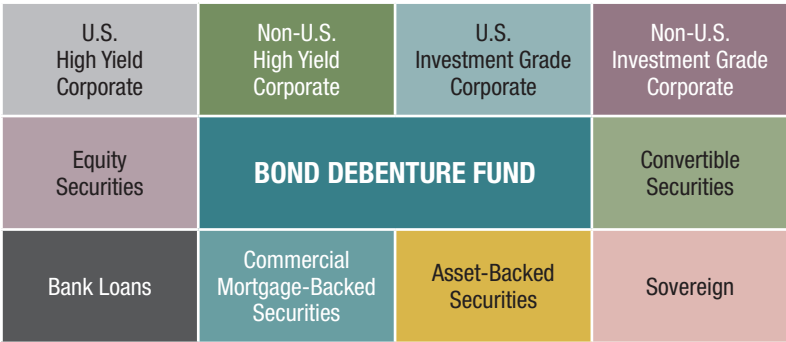 U.S.
High Yield
Corporate
Non-U.S.
High Yield
Corporate
U.S.
Investment Grade
Corporate
Non-U.S.
Investment Grade
Corporate
Equity
Securities
BOND DEBENTURE FUND
Convertible
Securities
Bank Loans
Commercial
Mortgage-Backed
Securities
Asset-Backed
Securities
Sovereign